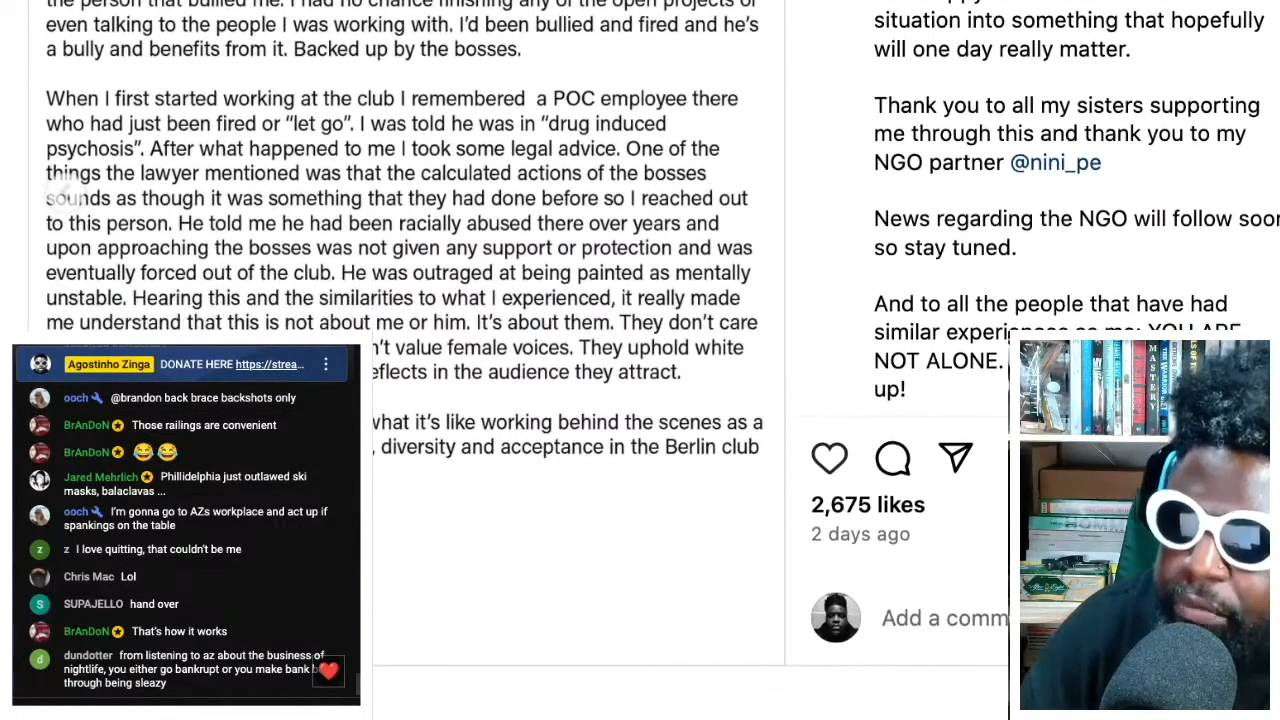 the person that bullied me. I had no chance finishing any of the open projects or
even talking to the people I was working with. I'd been bullied and fired and he's
a bully and benefits from it. Backed up by the bosses.
When I first started working at the club I remembered a POC employee there
who had just been fired or “let go”. I was told he was in “drug induced
psychosis”. After what happened to me I took some legal advice. One of the
things the lawyer mentioned was that the calculated actions of the bosses
sounds as though it was something that they had done before so I reached out
to this person. He told me he had been racially abused there over years and
upon approaching the bosses was not given any support or protection and was
eventually forced out of the club. He was outraged at being painted as mentally
unstable. Hearing this and the similarities to what I experienced, it really made
me understand that this is not about me or him. It's about them. They don't care
n't value female voices. They uphold white
eflects in the audience they attract.
what it's like working behind the scenes as a
, diversity and acceptance in the Berlin club
situation into something that hopefully
will one day really matter.
Thank you to all my sisters supporting
me through this and thank you to my
NGO partner @nini_pe
News regarding the NGO will follow soon
so stay tuned.
And to all the people that have had
similar experiences as me: YOU ARE
NOT ALONE.
up!
2,675 likes
2 days ago
Add a comm
Agostinho Zinga DONATE HERE https://strea...
ooch @brandon back brace backshots only
BrAnDoN Those railings are convenient
BrAnDoN 😂😂
Jared Mehrlich Phillidelphia just outlawed ski
masks, balaclavas ...
ooch I'm gonna go to AZs workplace and act up if
spankings on the table
z z I love quitting, that couldn't be me
Chris Mac Lol
S SUPAJELLO hand over
BrAnDoN That's how it works
d dundotter from listening to az about the business of
nightlife, you either go bankrupt or you make bank b
through being sleazy
MASTERY